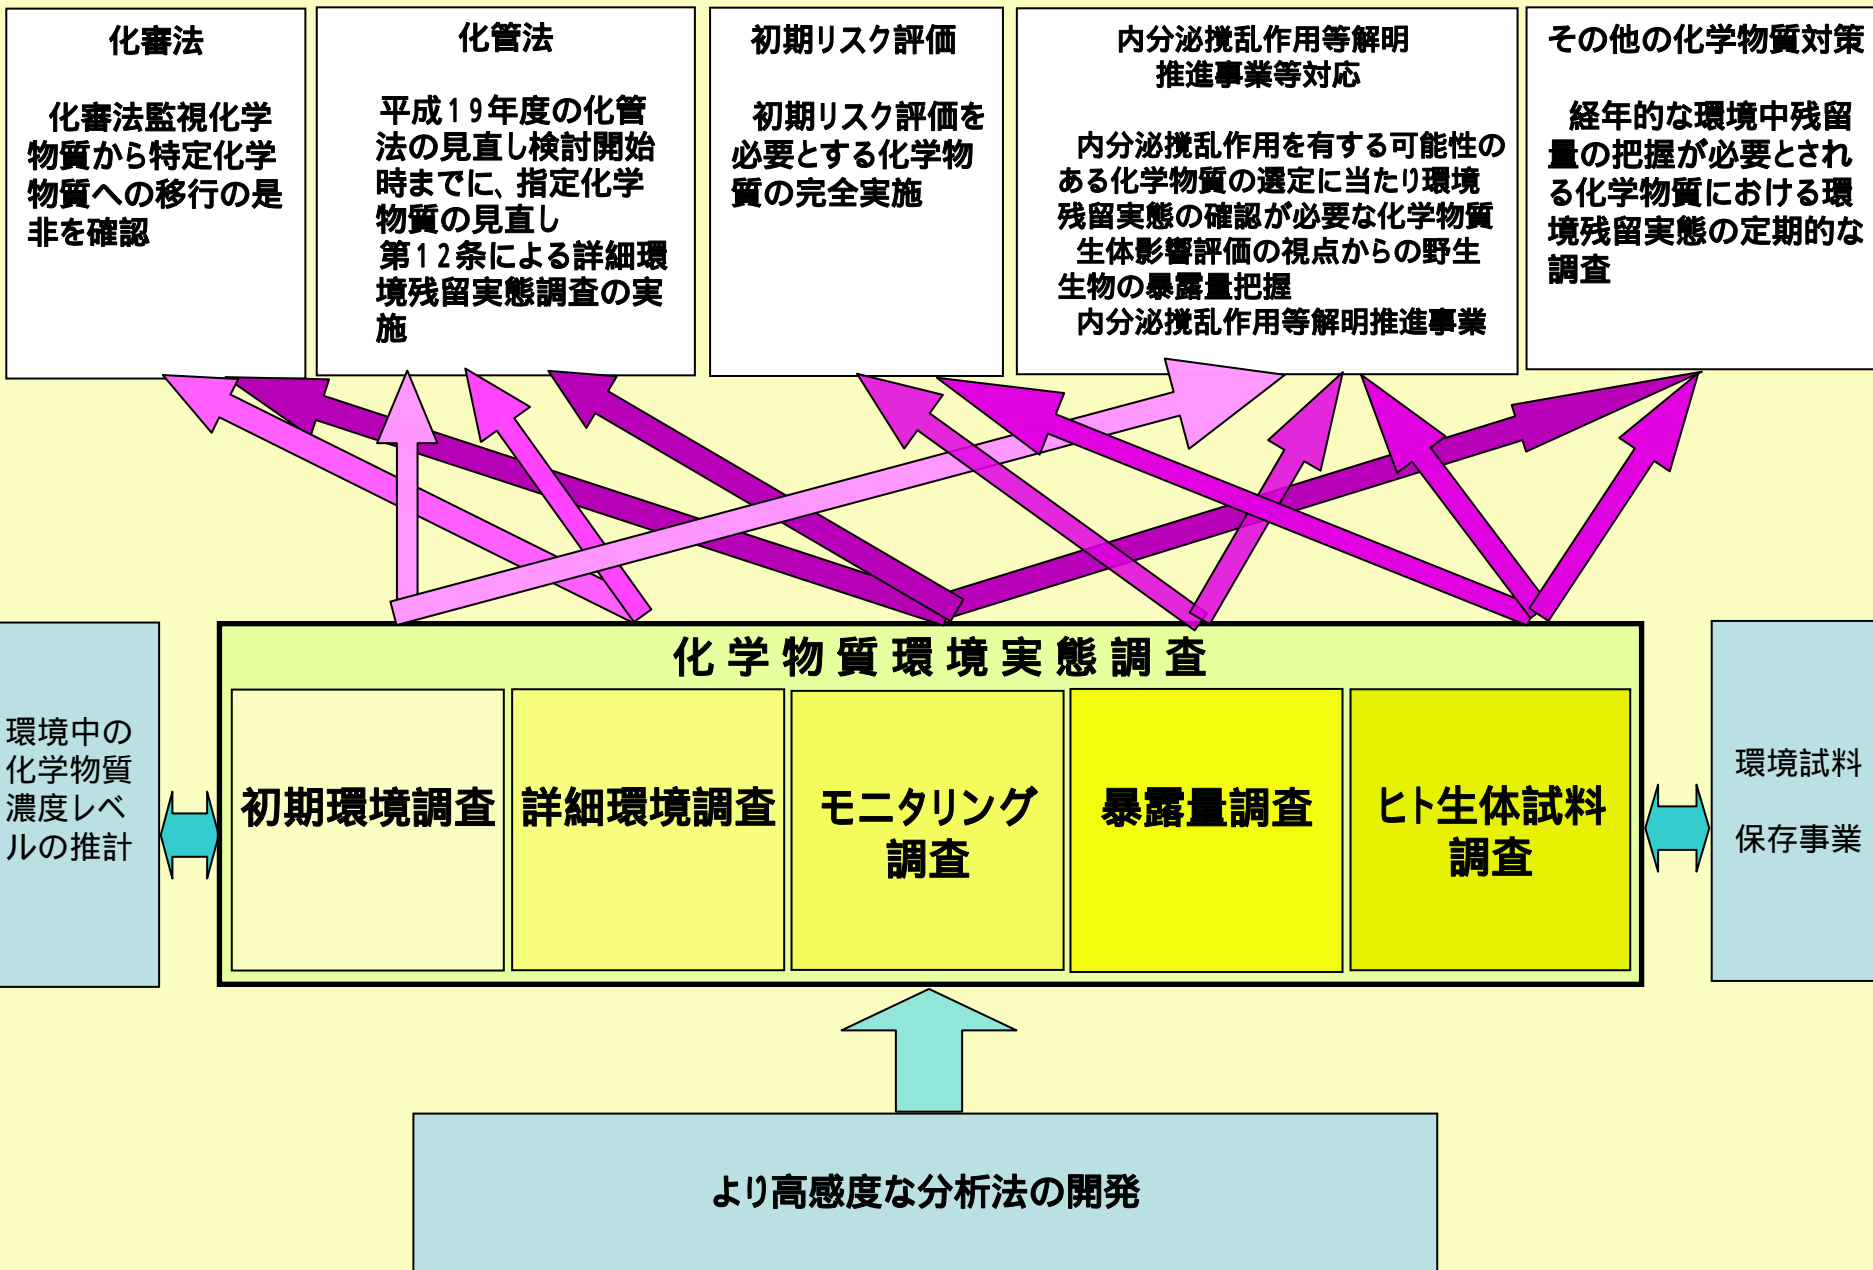 化審法
化審法監視化学
物質から特定化学
物質への移行の是
非を確認
化管法
平成19年度の化管
法の見直し検討開始
時までに、指定化学
物質の見直し
第12条による詳細環
境残留実態調査の実
施
初期リスク評価
初期リスク評価を
必要とする化学物
質の完全実施
内分泌撹乱作用等解明
推進事業等対応
内分泌撹乱作用を有する可能性の
ある化学物質の選定に当たり環境
残留実態の確認が必要な化学物質
生体影響評価の視点からの野生
生物の暴露量把握
内分泌撹乱作用等解明推進事業
その他の化学物質対策
経年的な環境中残留
量の把握が必要とされ
る化学物質における環
境残留実態の定期的な
調査
化学物質環境実態調査
環境中の
化学物質
濃度レベ
ルの推計
初期環境調査
詳細環境調査
モニタリング
調査
暴露量調査
ヒト生体試料
調査
環境試料
保存事業
より高感度な分析法の開発